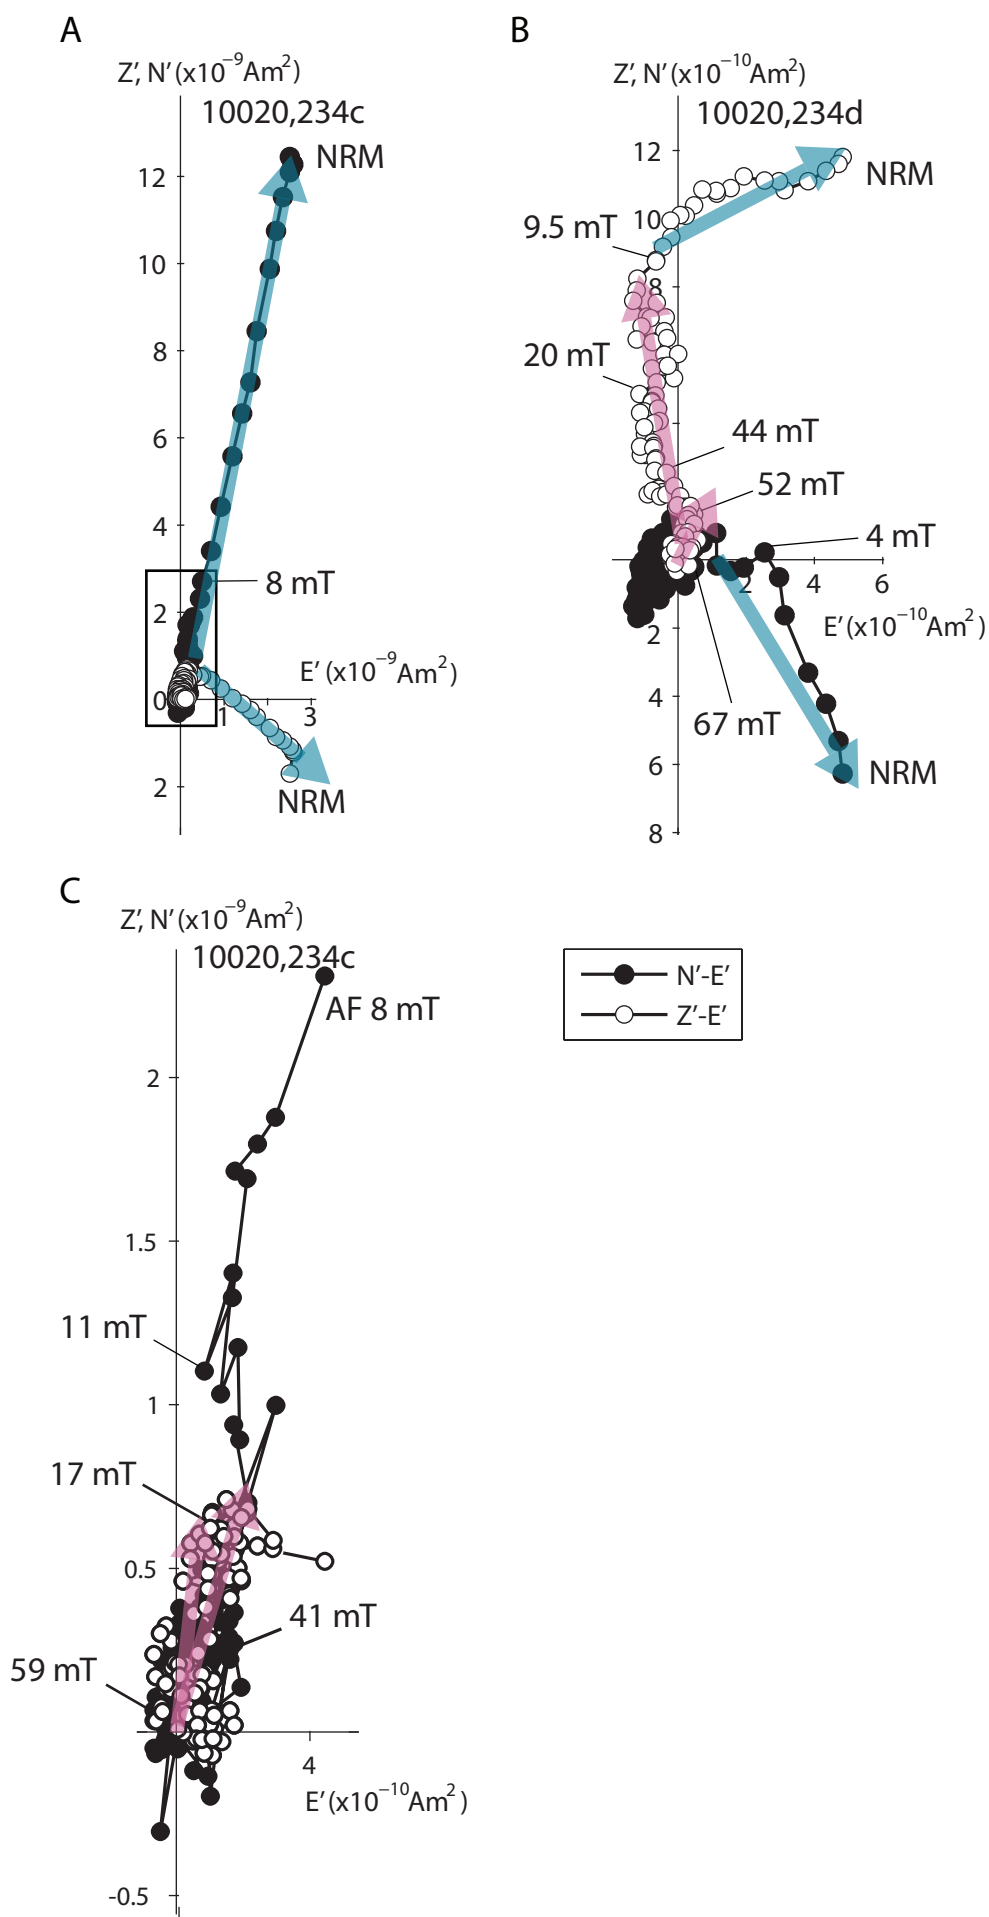 A
Z’, N’ (x10⁻⁹Am²)
10020,234c
NRM
12
10
8
6
4
8 mT
2
E’ (x10⁻⁹Am²)
0
1
3
2
NRM
B
Z’, N’ (x10⁻¹⁰Am²)
10020,234d
12
NRM
10
9.5 mT
8
20 mT
44 mT
52 mT
4 mT
2
4
6
E’ (x10⁻¹⁰Am²)
2
4
67 mT
6
NRM
8
C
Z’, N’ (x10⁻⁹Am²)
10020,234c
AF 8 mT
2
1.5
11 mT
1
17 mT
0.5
41 mT
59 mT
4
E’ (x10⁻¹⁰Am²)
-0.5
N’-E’
Z’-E’